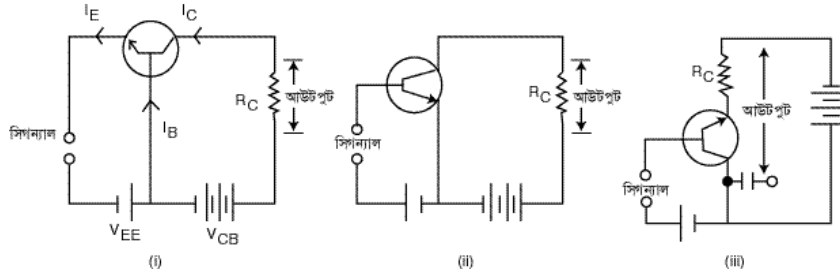 I_E
I_C
R_C
আউটপুট
I_B
সিগন্যাল
V_EE
V_CB
(i)
R_C
আউটপুট
সিগন্যাল
(ii)
R_C
আউটপুট
সিগন্যাল
(iii)